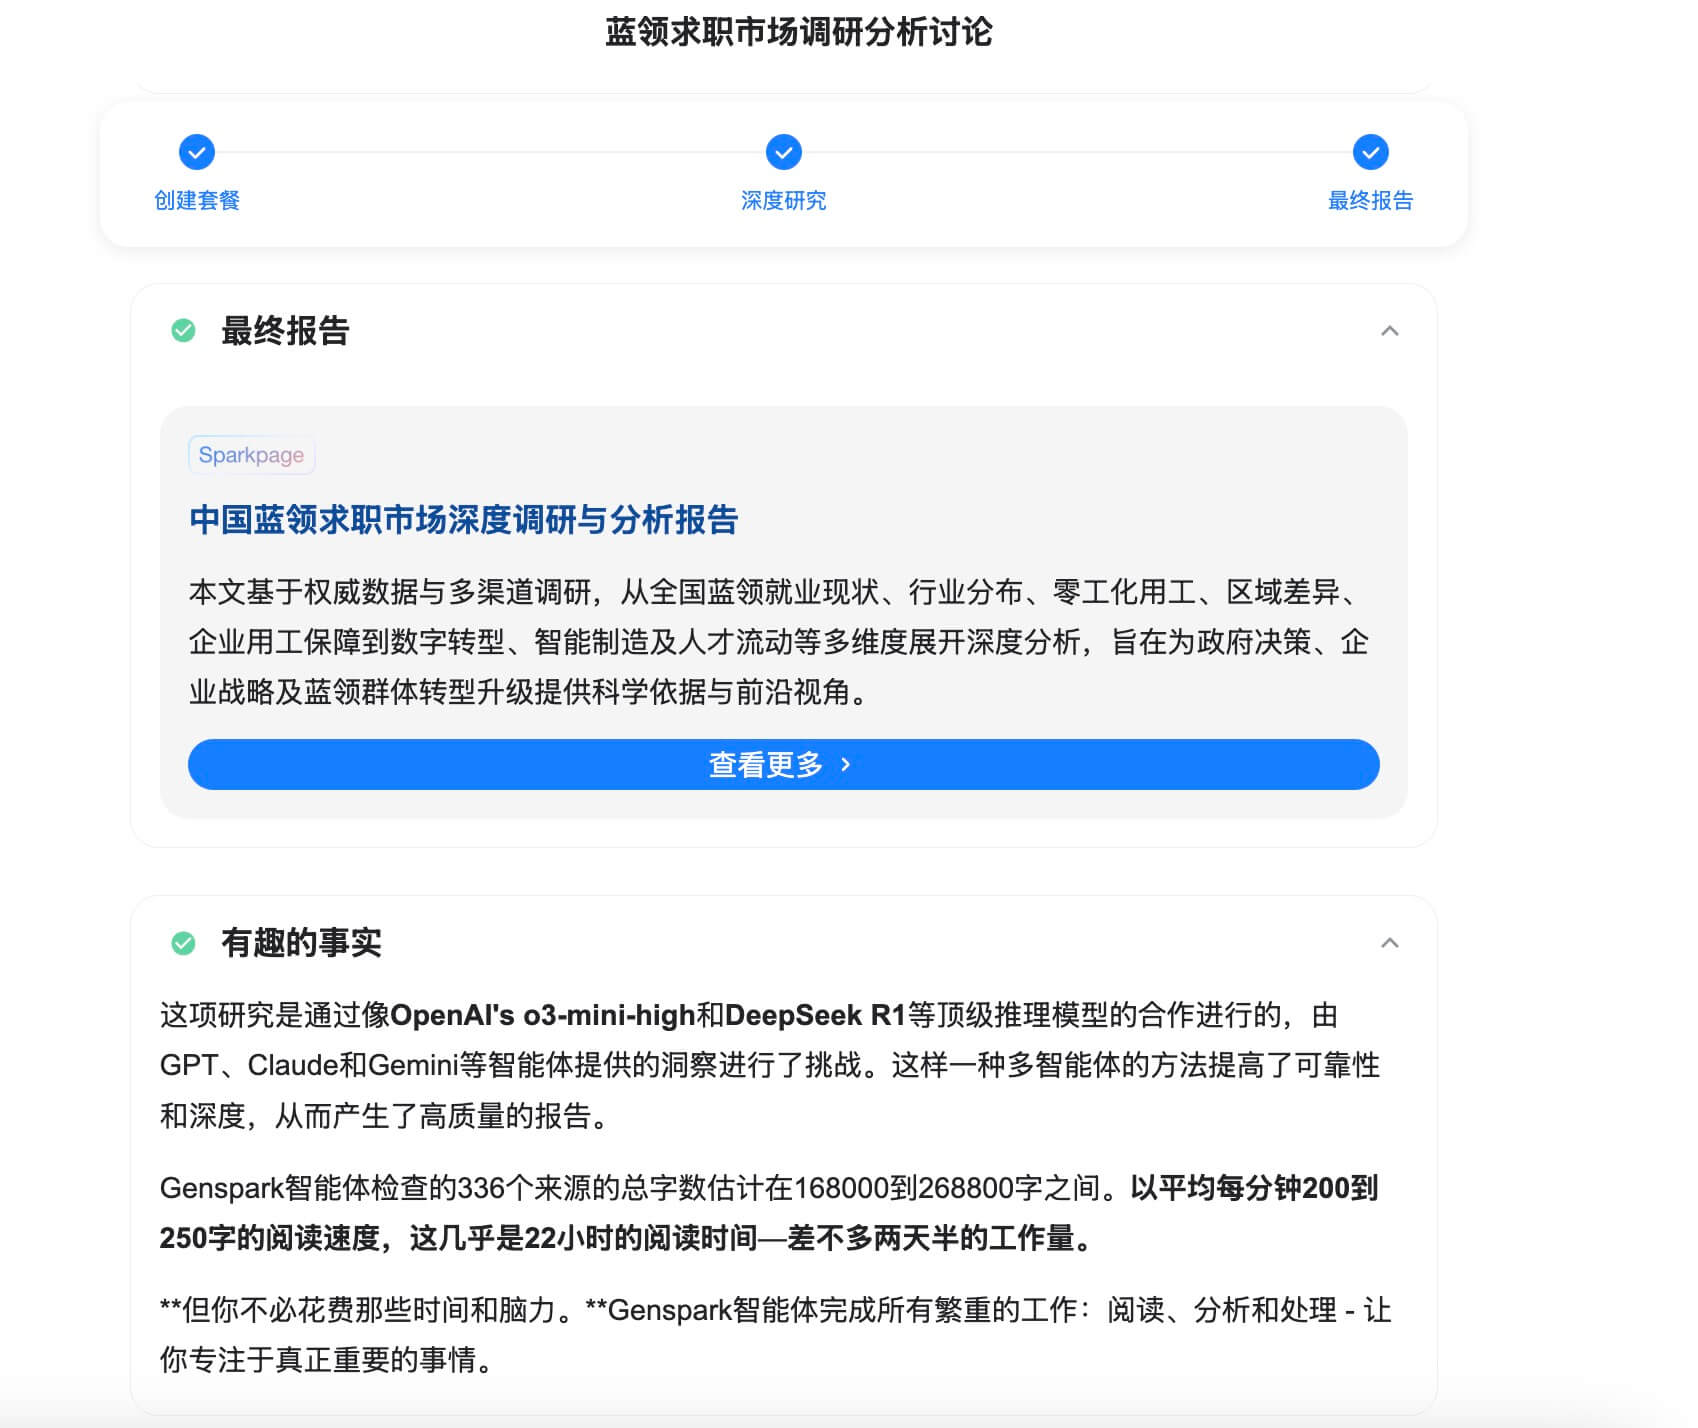 蓝领求职市场调研分析讨论
创建套餐
深度研究
最终报告
最终报告
Sparkpage
中国蓝领求职市场深度调研与分析报告
本文基于权威数据与多渠道调研，从全国蓝领就业现状、行业分布、零工化用工、区域差异、
企业用工保障到数字转型、智能制造及人才流动等多维度展开深度分析，旨在为政府决策、企
业战略及蓝领群体转型升级提供科学依据与前沿视角。
查看更多 ›
有趣的事实
这项研究是通过像OpenAI's o3-mini-high和DeepSeek R1等顶级推理模型的合作进行的，由
GPT、Claude和Gemini等智能体提供的洞察进行了挑战。这样一种多智能体的方法提高了可靠性
和深度，从而产生了高质量的报告。
Genspark智能体检查的336个来源的总字数估计在168000到268800字之间。以平均每分钟200到
250字的阅读速度，这几乎是22小时的阅读时间—差不多两天半的工作量。
**但你不必花费那些时间和脑力。**Genspark智能体完成所有繁重的工作：阅读、分析和处理 - 让
你专注于真正重要的事情。